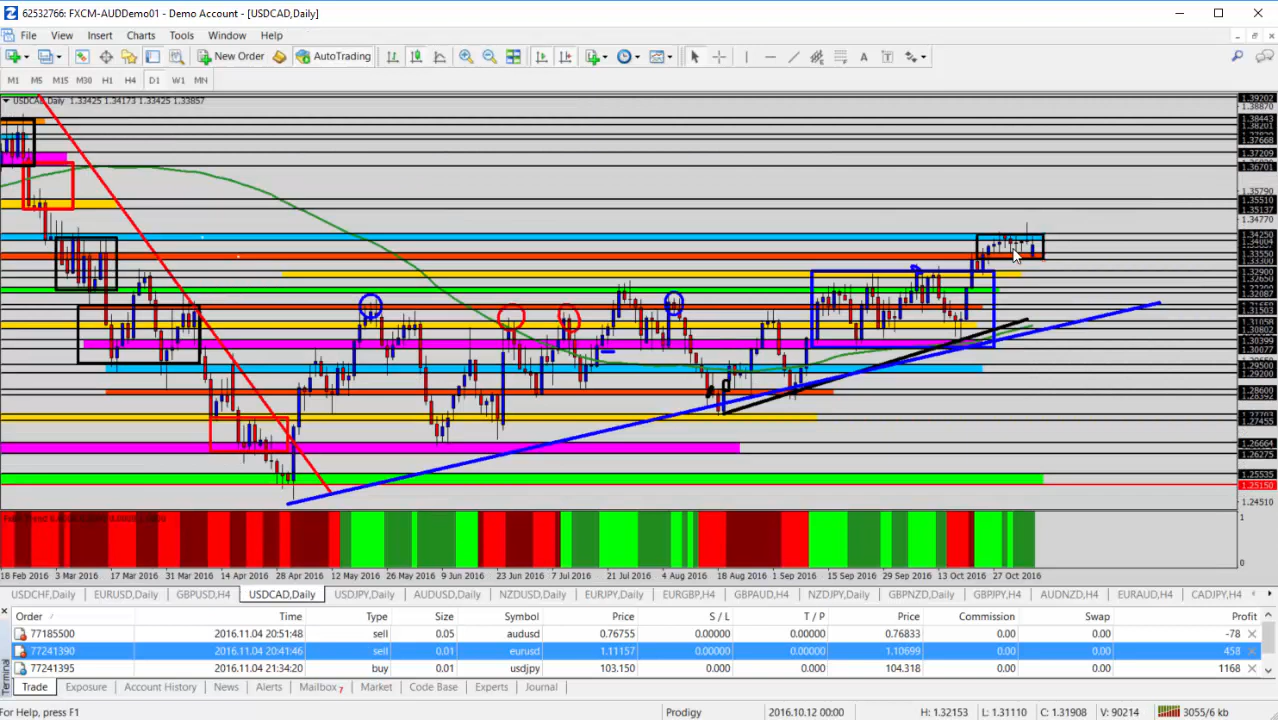 62532766: FXCM-AUDDemo01 - Demo Account - [USDCAD,Daily]
File View Insert Charts Tools Window Help
New Order AutoTrading
M1 M5 M15 M30 H1 H4 D1 W1 MN
USDCAD,Daily 1.33425 1.34173 1.33425 1.33857
1.39202
1.38870
1.38443
1.38201
1.37668
1.37209
1.36701
1.35790
1.35510
1.35137
1.34770
1.34250
1.34004
1.33550
1.33300
1.32900
1.32650
1.32087
1.31503
1.31058
1.30802
1.30399
1.30077
1.29550
1.29200
1.28600
1.28392
1.27455
1.26664
1.26275
1.25535
1.25150
1.24510
1
0
18 Feb 2016 3 Mar 2016 17 Mar 2016 31 Mar 2016 14 Apr 2016 28 Apr 2016 12 May 2016 26 May 2016 9 Jun 2016 23 Jun 2016 7 Jul 2016 21 Jul 2016 4 Aug 2016 18 Aug 2016 1 Sep 2016 15 Sep 2016 29 Sep 2016 13 Oct 2016 27 Oct 2016
USDCHF,Daily EURUSD,Daily GBPUSD,H4 USDCAD,Daily USDJPY,Daily AUDUSD,Daily NZDUSD,Daily EURJPY,Daily EURGBP,H4 GBPAUD,H4 NZDJPY,Daily GBPNZD,Daily GBPJPY,H4 AUDNZD,H4 EURAUD,H4 CADJPY,H4
Order Time Type Size Symbol Price S / L T / P Price Commission Swap Profit
77185500 2016.11.04 20:51:48 sell 0.05 audusd 0.76755 0.00000 0.00000 0.76833 0.00 0.00 -78
77241390 2016.11.04 20:41:46 sell 0.01 eurusd 1.11157 0.00000 0.00000 1.10699 0.00 0.00 458
77241395 2016.11.04 21:34:20 buy 0.01 usdjpy 103.150 0.000 0.000 104.318 0.00 0.00 1168
Terminal
Trade Exposure Account History News Alerts Mailbox 7 Market Code Base Experts Journal
For Help, press F1 Prodigy 2016.10.12 00:00 H: 1.32153 L: 1.31110 C: 1.31908 V: 90214 3055/6 kb